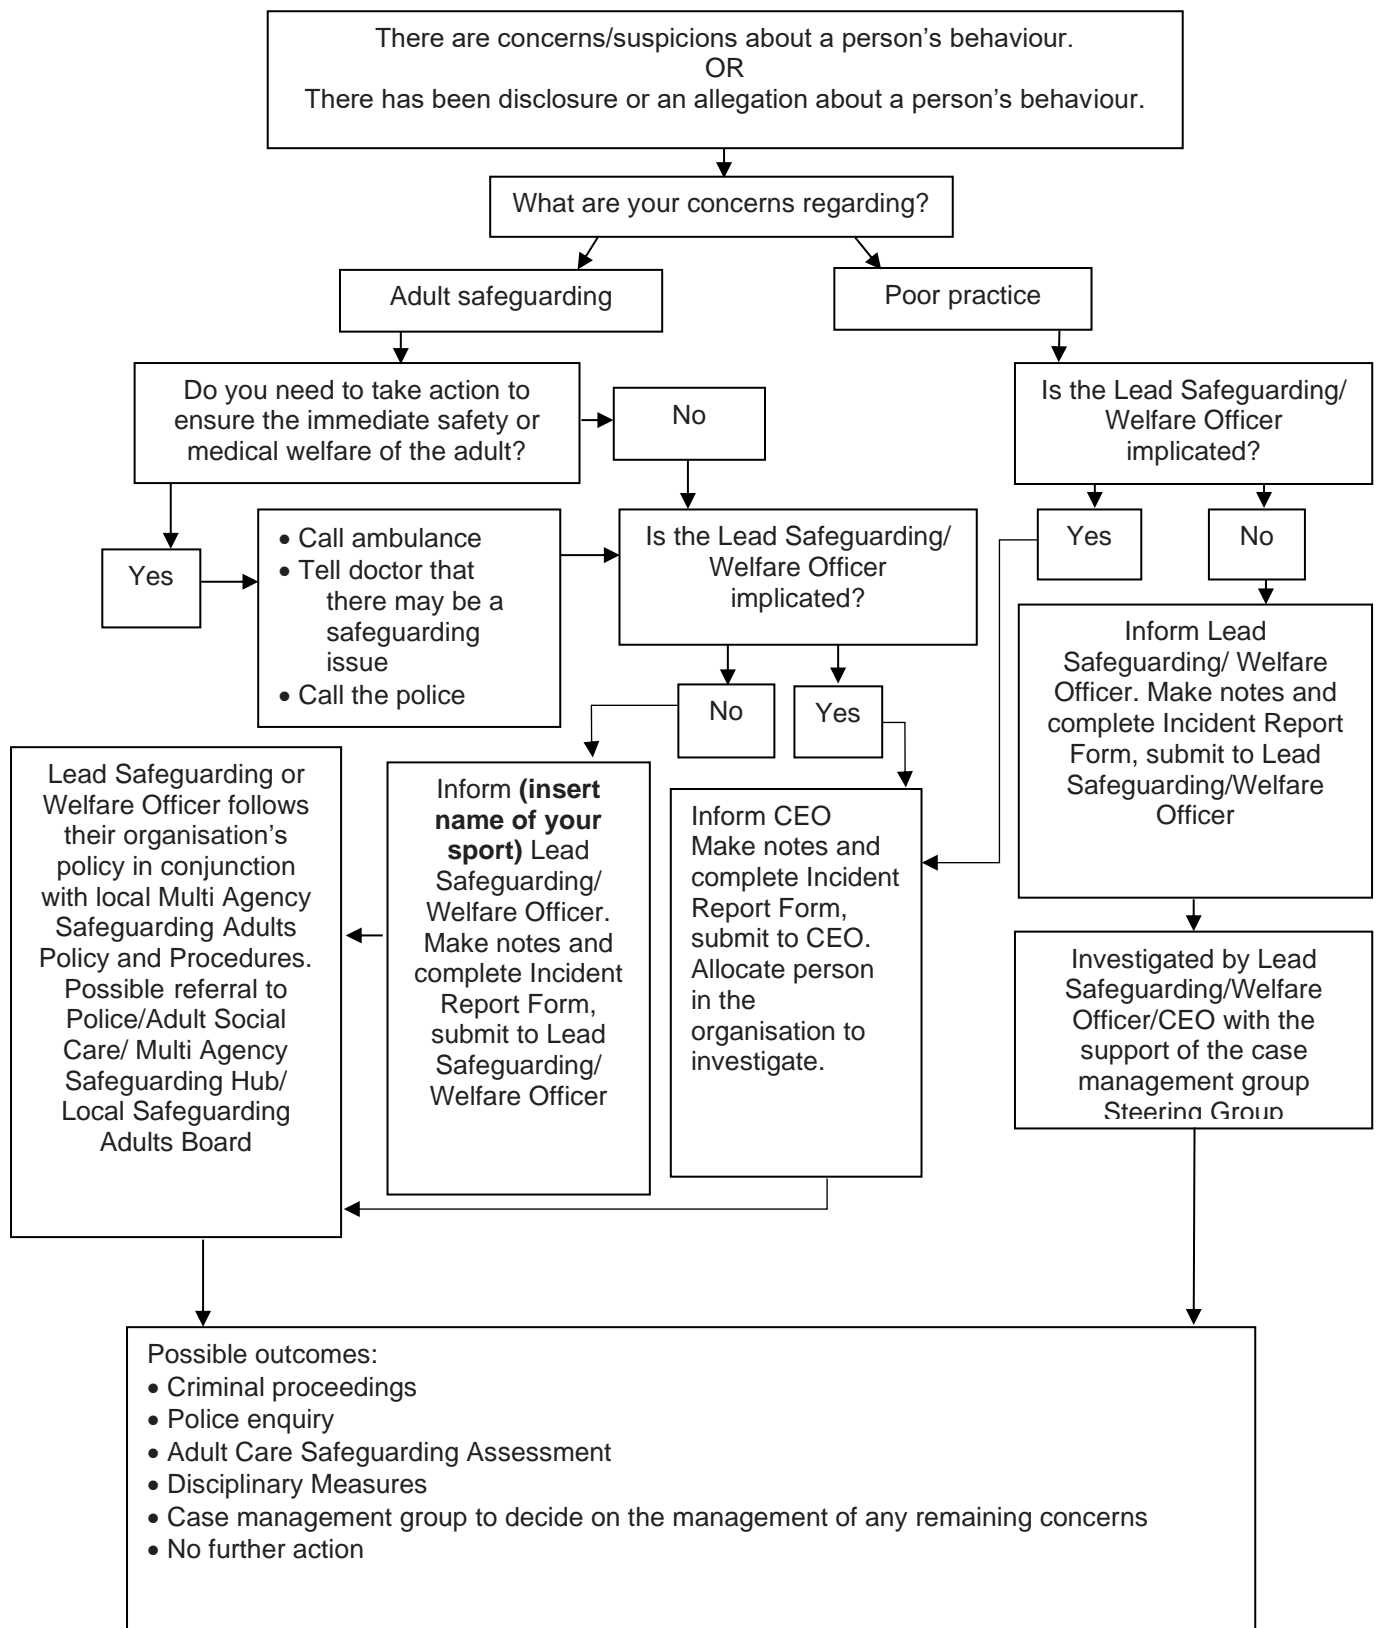 There are concerns/suspicions about a person's behaviour.
OR
There has been disclosure or an allegation about a person's behaviour.
What are your concerns regarding?
Adult safeguarding
Poor practice
Do you need to take action to
ensure the immediate safety or
medical welfare of the adult?
No
Is the Lead Safeguarding/
Welfare Officer
implicated?
Yes
• Call ambulance
• Tell doctor that
there may be a
safeguarding
issue
• Call the police
Is the Lead Safeguarding/
Welfare Officer
implicated?
Yes
No
No
Yes
Inform Lead
Safeguarding/ Welfare
Officer. Make notes and
complete Incident Report
Form, submit to Lead
Safeguarding/Welfare
Officer
Lead Safeguarding or
Welfare Officer follows
their organisation's
policy in conjunction
with local Multi Agency
Safeguarding Adults
Policy and Procedures.
Possible referral to
Police/Adult Social
Care/ Multi Agency
Safeguarding Hub/
Local Safeguarding
Adults Board
Inform (insert
name of your
sport) Lead
Safeguarding/
Welfare Officer.
Make notes and
complete Incident
Report Form,
submit to Lead
Safeguarding/
Welfare Officer
Inform CEO
Make notes and
complete Incident
Report Form,
submit to CEO.
Allocate person
in the
organisation to
investigate.
Investigated by Lead
Safeguarding/Welfare
Officer/CEO with the
support of the case
management group
Steering Group
Possible outcomes:
• Criminal proceedings
• Police enquiry
• Adult Care Safeguarding Assessment
• Disciplinary Measures
• Case management group to decide on the management of any remaining concerns
• No further action